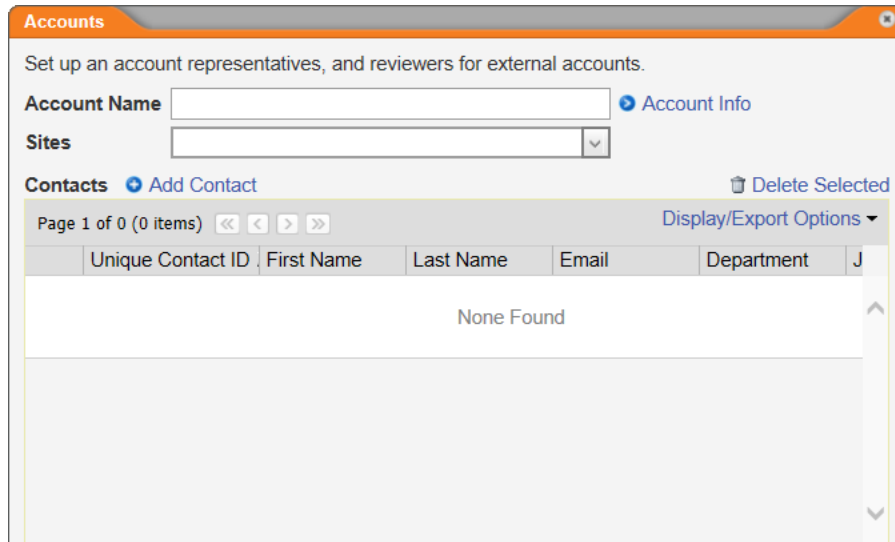 Accounts
Set up an account representatives, and reviewers for external accounts.
Account Name Account Info
Sites
Contacts Add Contact Delete Selected
Page 1 of 0 (0 items) Display/Export Options
Unique Contact ID First Name Last Name Email Department J
None Found